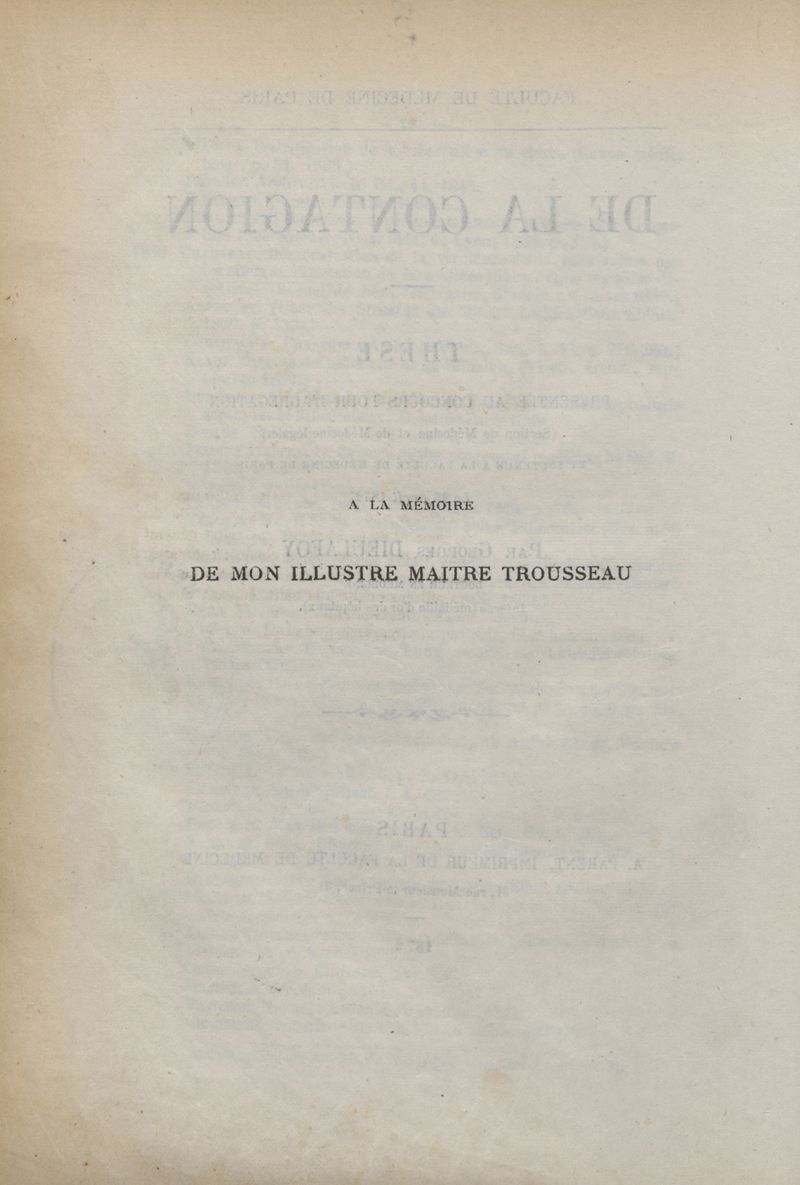 A LA MÉMOIRE
DE MON ILLUSTRE MAITRE TROUSSEAU